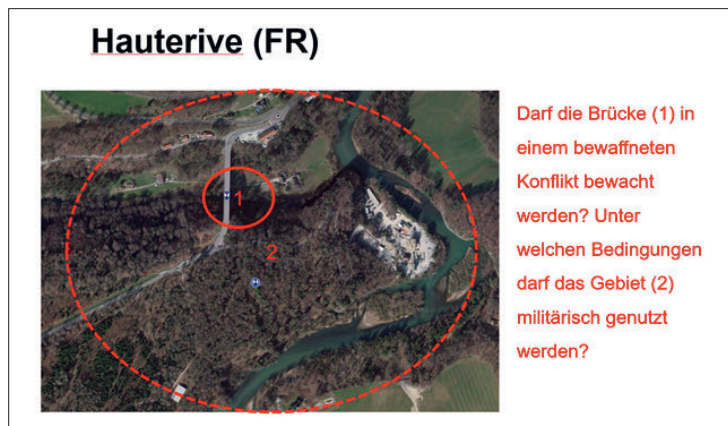 Hauterive (FR)
Darf die Brücke (1) in
einem bewaffneten
Konflikt bewacht
werden? Unter
welchen Bedingungen
darf das Gebiet (2)
militärisch genutzt
werden?
1
2